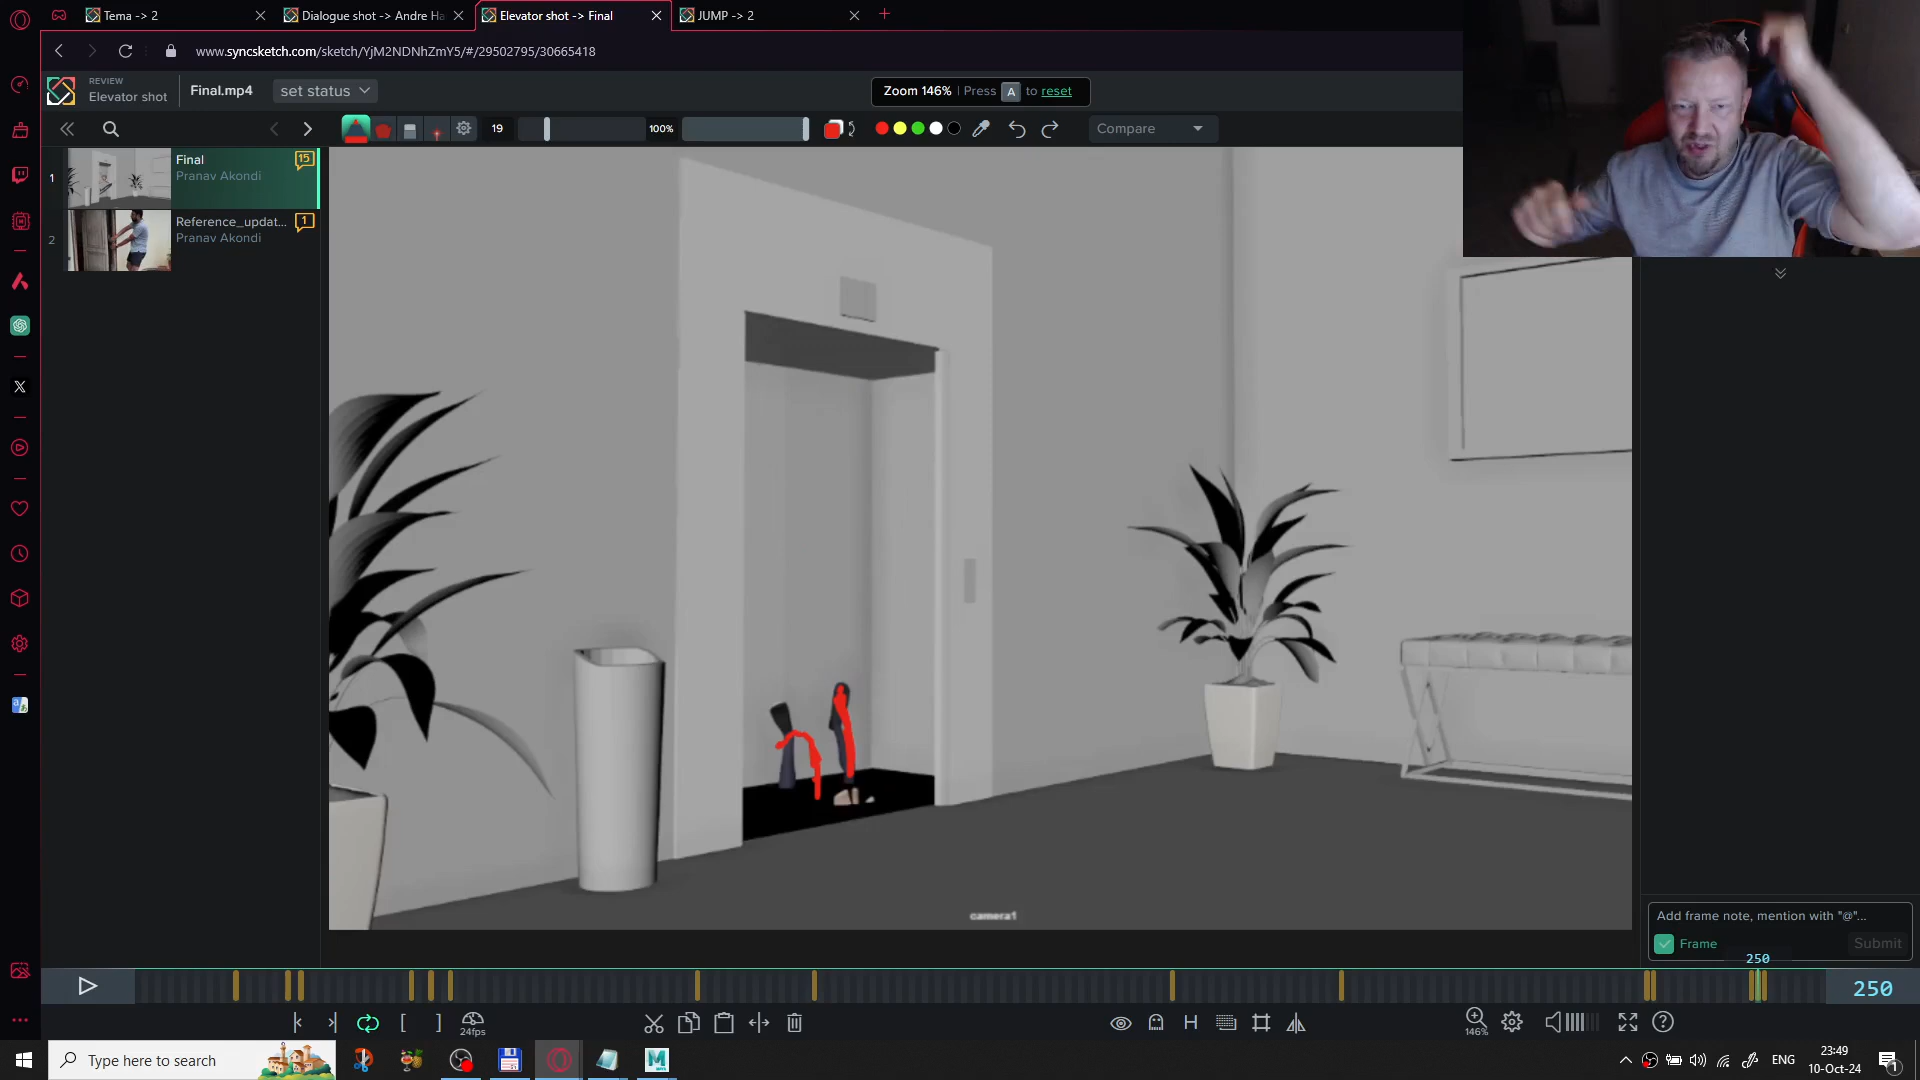 Tema -> 2
Dialogue shot -> Andre Ha
Elevator shot -> Final
JUMP -> 2
www.syncsketch.com/sketch/YjM2NDNhZmY5/#/29502795/30665418
REVIEW
Elevator shot
Final.mp4
set status
Zoom 146% | Press A to reset
19
100%
Compare
1
Final
Pranav Akondi
15
2
Reference_updat...
Pranav Akondi
1
camera1
Add frame note, mention with "@"...
Frame
Submit
250
250
24fps
H
146%
Type here to search
ENG
23:49
10-Oct-24
1